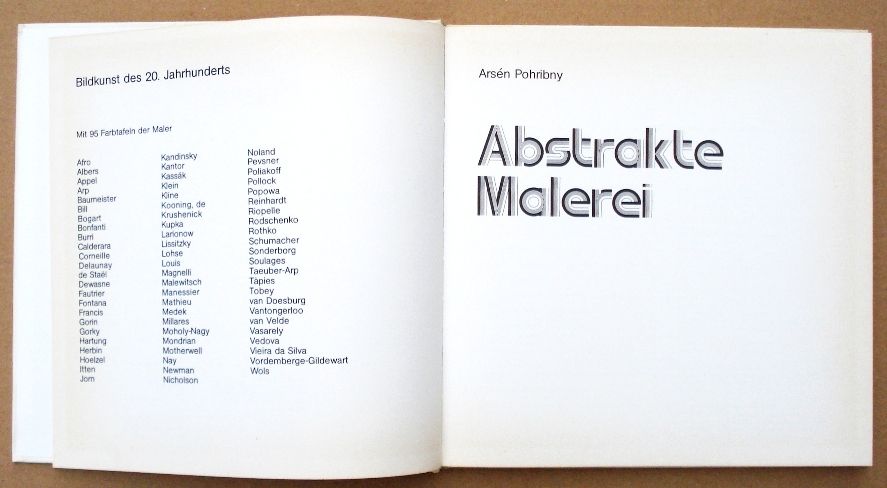 Bildkunst des 20. Jahrhunderts
Mit 95 Farbtafeln der Maler
Afro
Albers
Appel
Arp
Baumeister
Bill
Bogart
Bonfanti
Burri
Calderara
Corneille
Delaunay
de Staël
Dewasne
Fautrier
Fontana
Francis
Gorin
Gorky
Hartung
Herbin
Hoelzel
Itten
Jorn
Kandinsky
Kantor
Kassák
Klein
Kline
Kooning, de
Krushenick
Kupka
Larionow
Lissitzky
Lohse
Louis
Magnelli
Malewitsch
Manessier
Mathieu
Medek
Millares
Moholy-Nagy
Mondrian
Motherwell
Nay
Newman
Nicholson
Noland
Pevsner
Poliakoff
Pollock
Popowa
Reinhardt
Riopelle
Rodschenko
Rothko
Schumacher
Sonderborg
Soulages
Taeuber-Arp
Tàpies
Tobey
van Doesburg
Vantongerloo
van Velde
Vasarely
Vedova
Vieira da Silva
Vordemberge-Gildewart
Wols
Arsén Pohribny
Abstrakte
Malerei